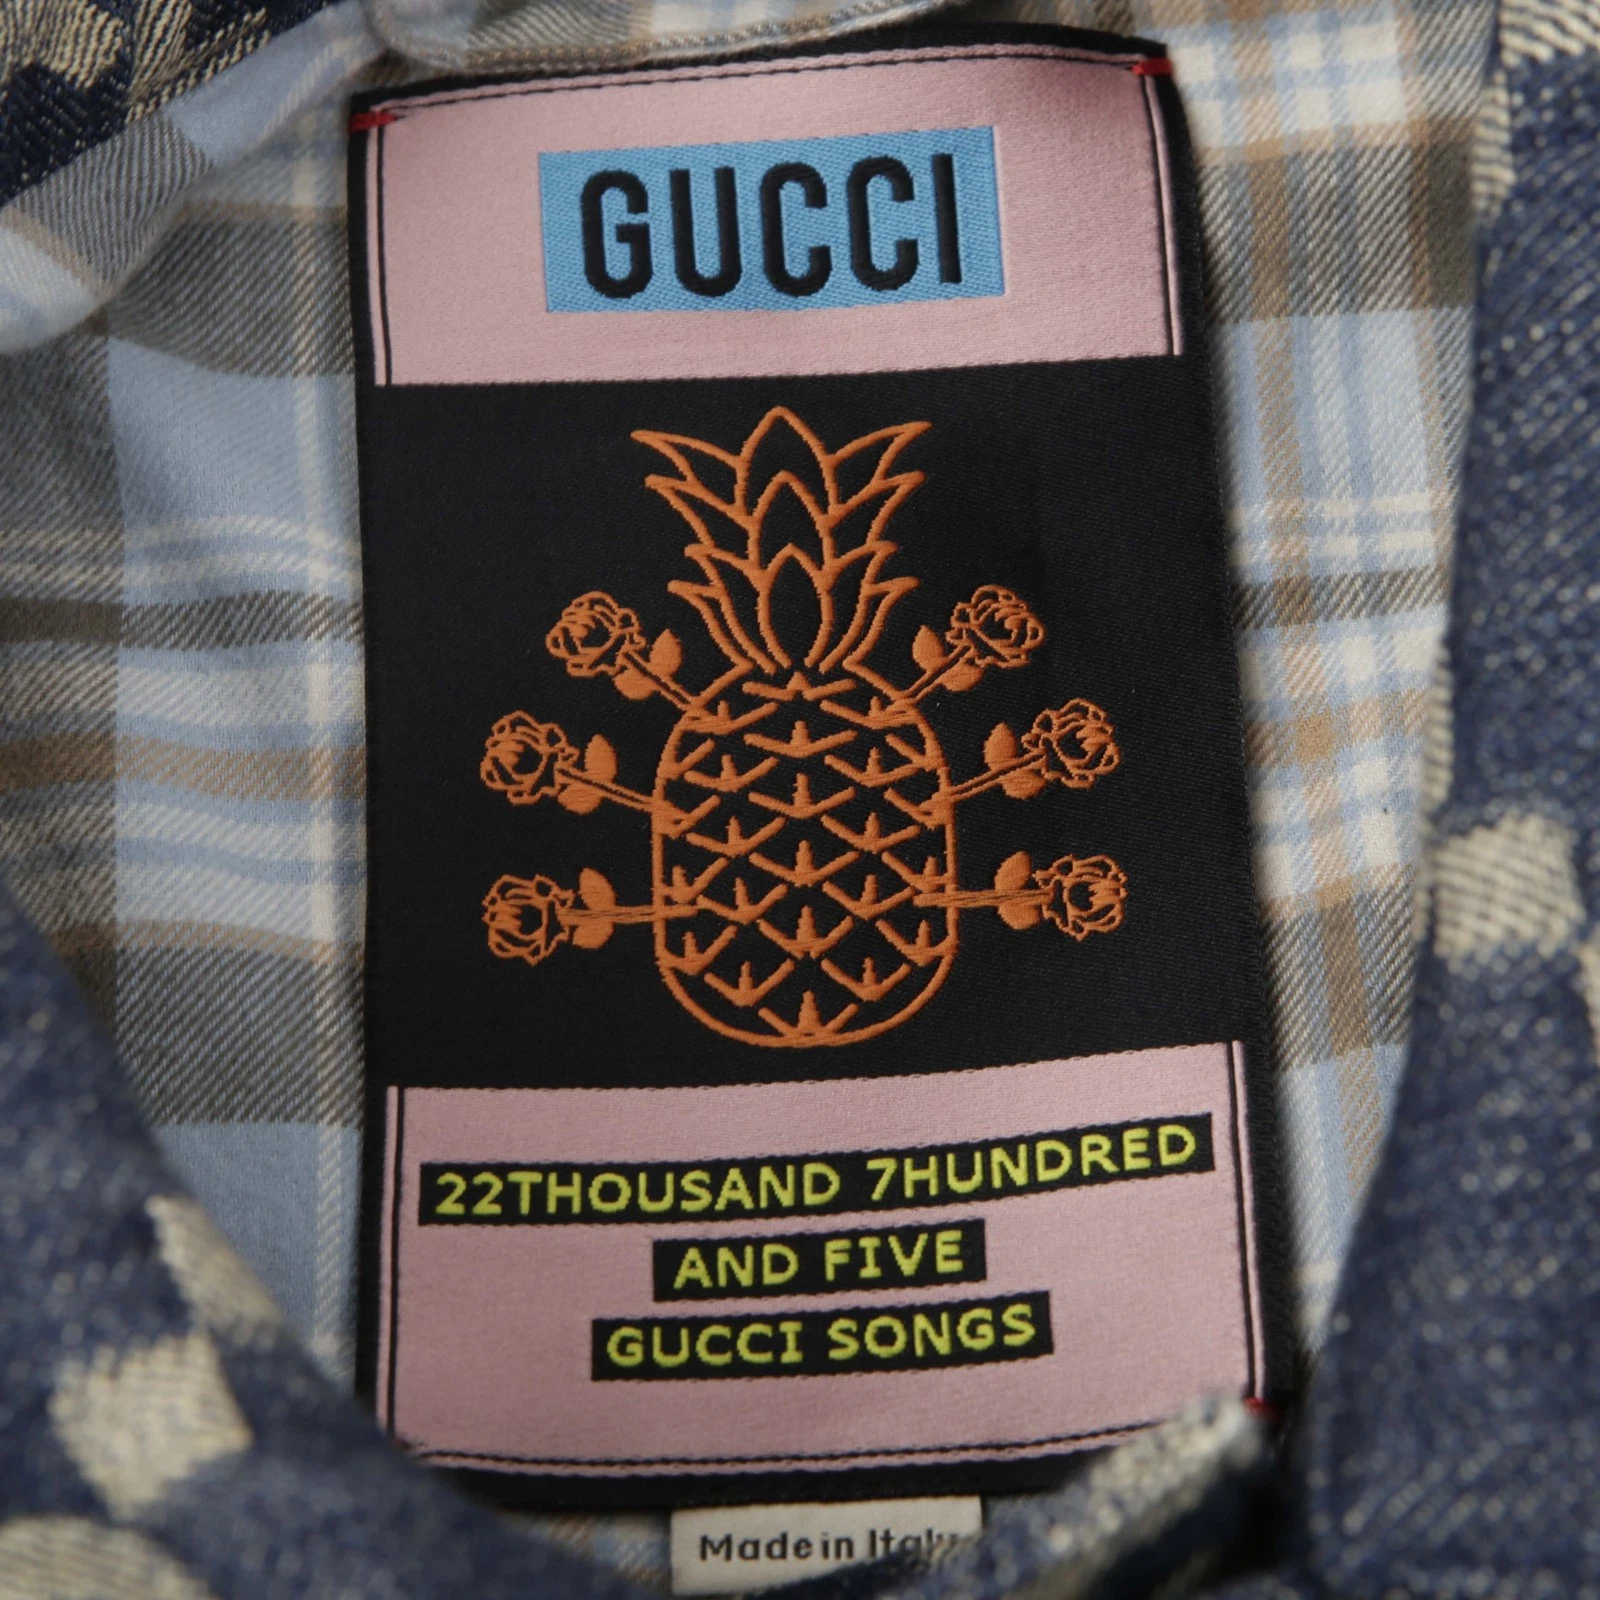 GUCCI
22THOUSAND 7HUNDRED
AND FIVE
GUCCI SONGS
Made in Italy